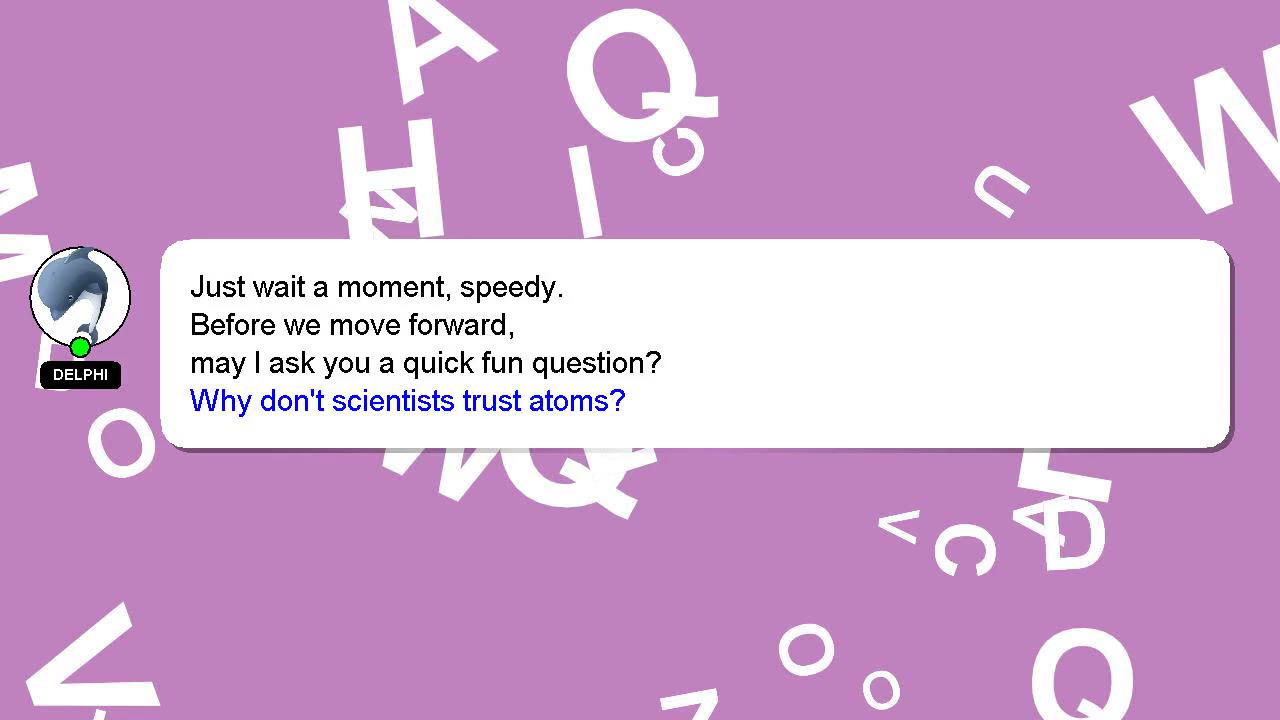 Just wait a moment, speedy.
Before we move forward,
may I ask you a quick fun question?
Why don't scientists trust atoms?
DELPHI
A
Q
W
H
I
C
U
O
W
Q
L
V
C
A
D
V
O
O
Q